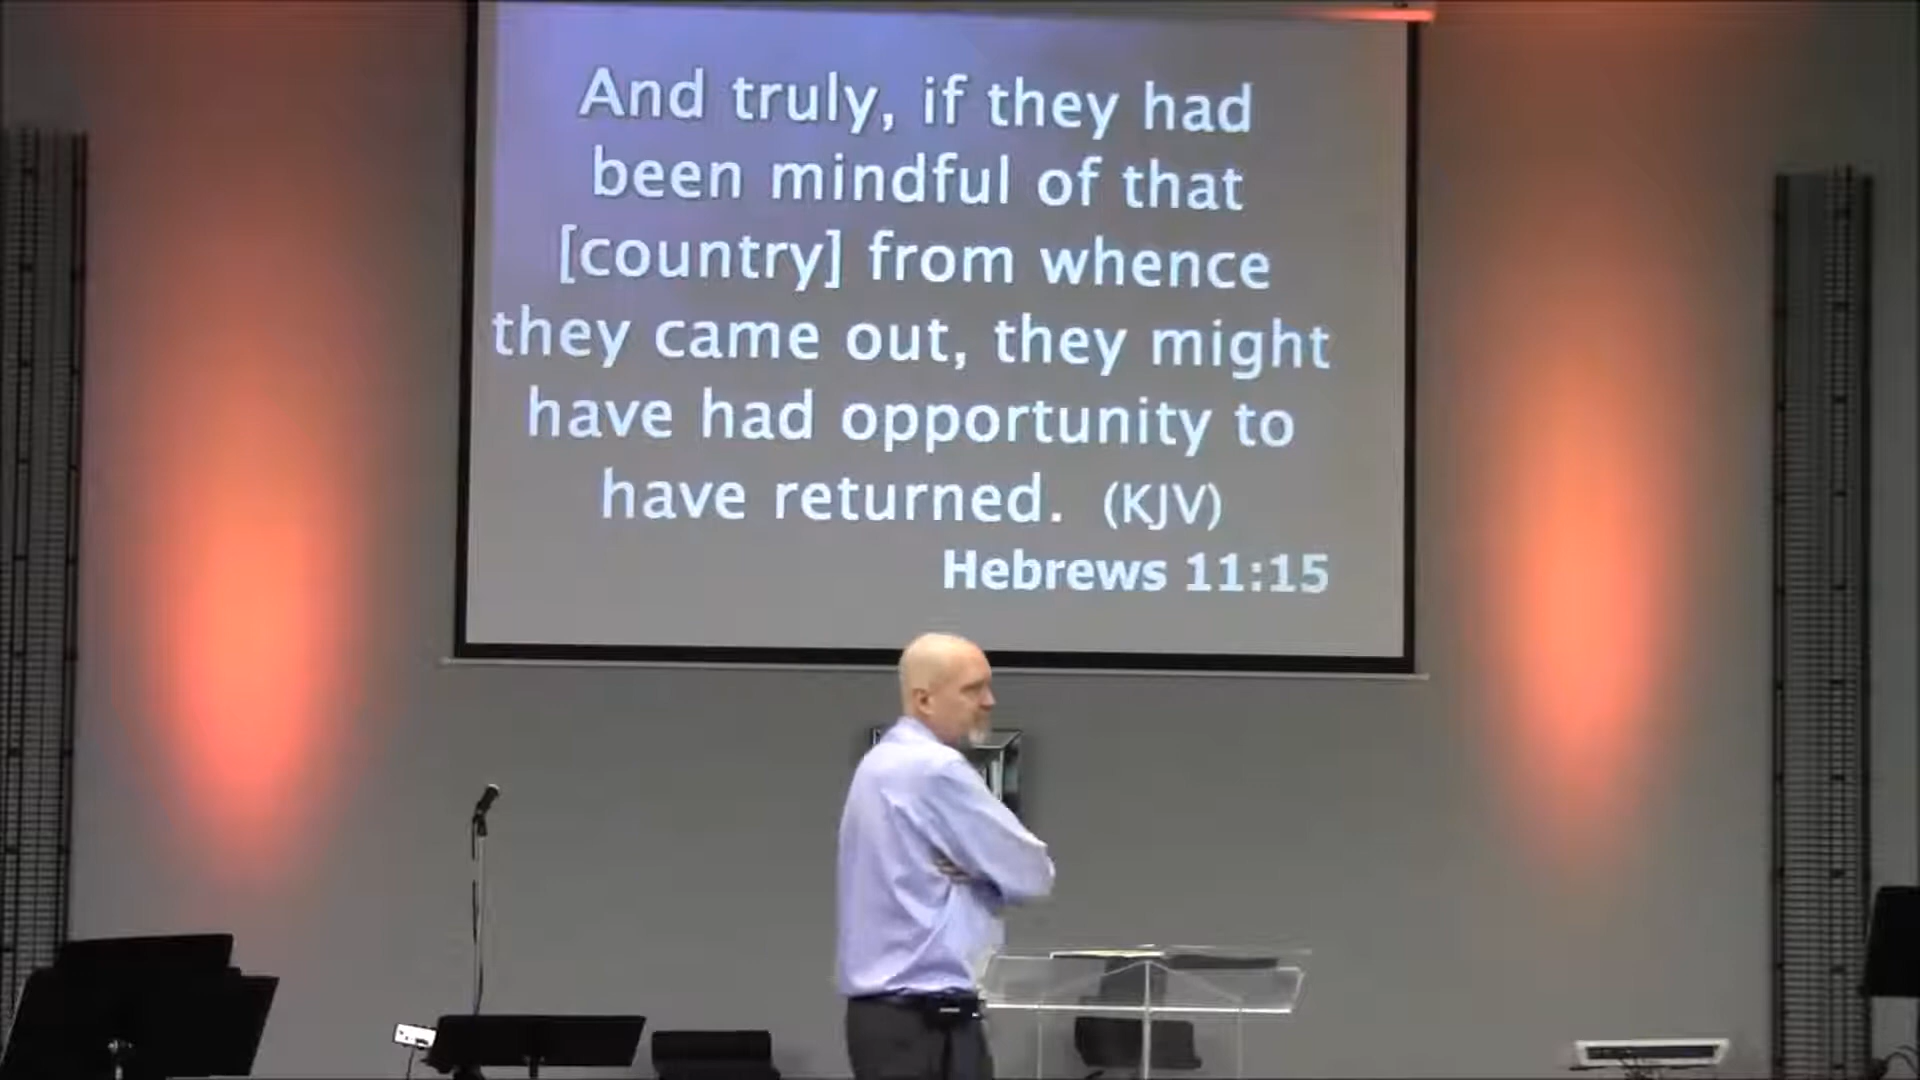 And truly, if they had
been mindful of that
[country] from whence
they came out, they might
have had opportunity to
have returned. (KJV)
Hebrews 11:15